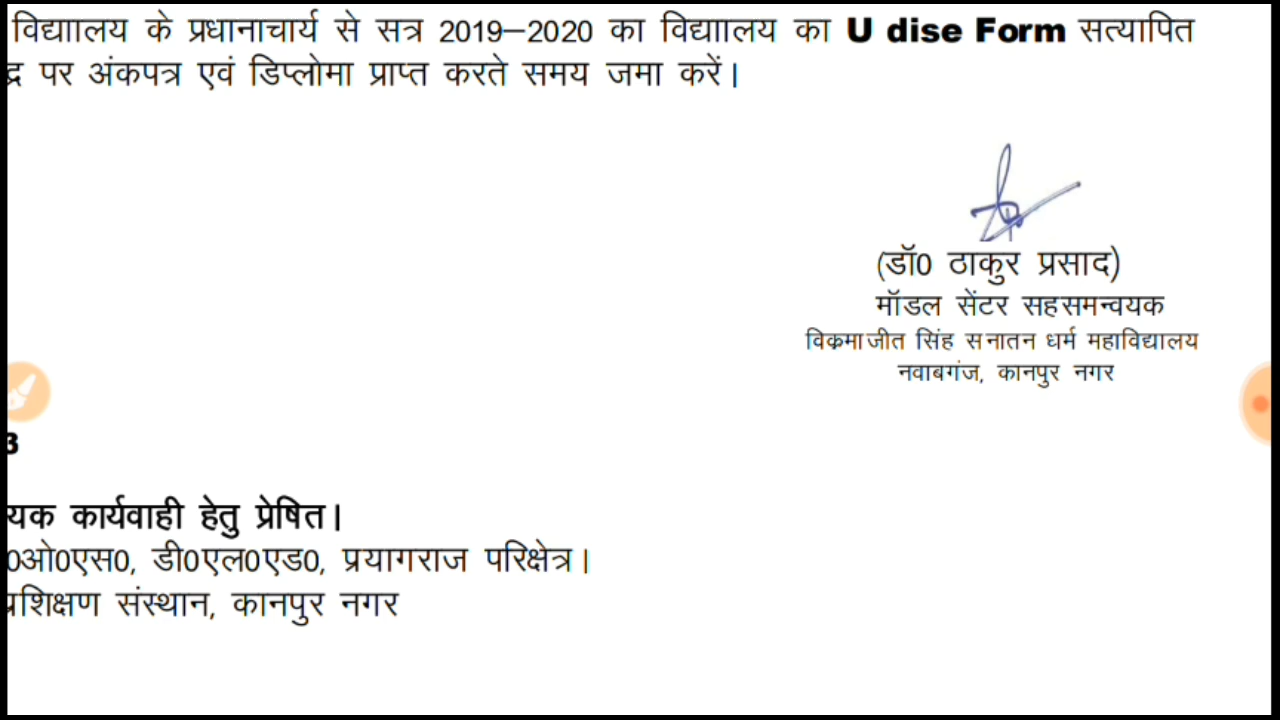 विद्याालय के प्रधानाचार्य से सत्र 2019–2020 का विद्याालय का U dise Form सत्यापित
पर अंकपत्र एवं डिप्लोमा प्राप्त करते समय जमा करें।
(डॉ0 ठाकुर प्रसाद)
मॉडल सेंटर सहसमन्वयक
विक्रमाजीत सिंह सनातन धर्म महाविद्यालय
नवाबगंज, कानपुर नगर
3
यक कार्यवाही हेतु प्रेषित।
0ओ0एस0, डी0एल0एड0, प्रयागराज परिक्षेत्र।
प्रशिक्षण संस्थान, कानपुर नगर